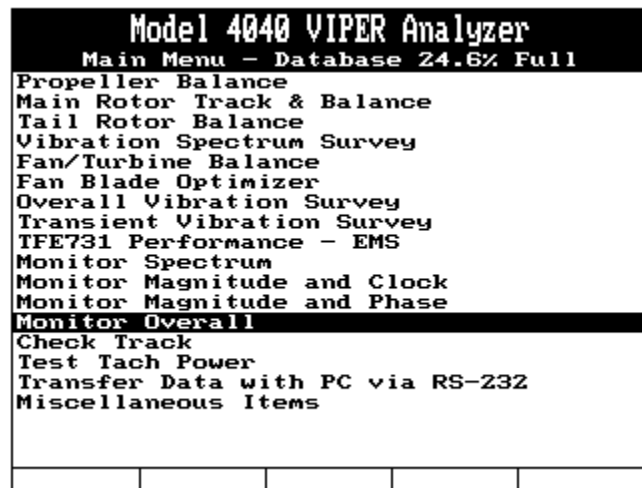 Model 4040 VIPER Analyzer
Main Menu – Database 24.6% Full
Propeller Balance
Main Rotor Track & Balance
Tail Rotor Balance
Vibration Spectrum Survey
Fan/Turbine Balance
Fan Blade Optimizer
Overall Vibration Survey
Transient Vibration Survey
TFE731 Performance – EMS
Monitor Spectrum
Monitor Magnitude and Clock
Monitor Magnitude and Phase
Monitor Overall
Check Track
Test Tach Power
Transfer Data with PC via RS-232
Miscellaneous Items